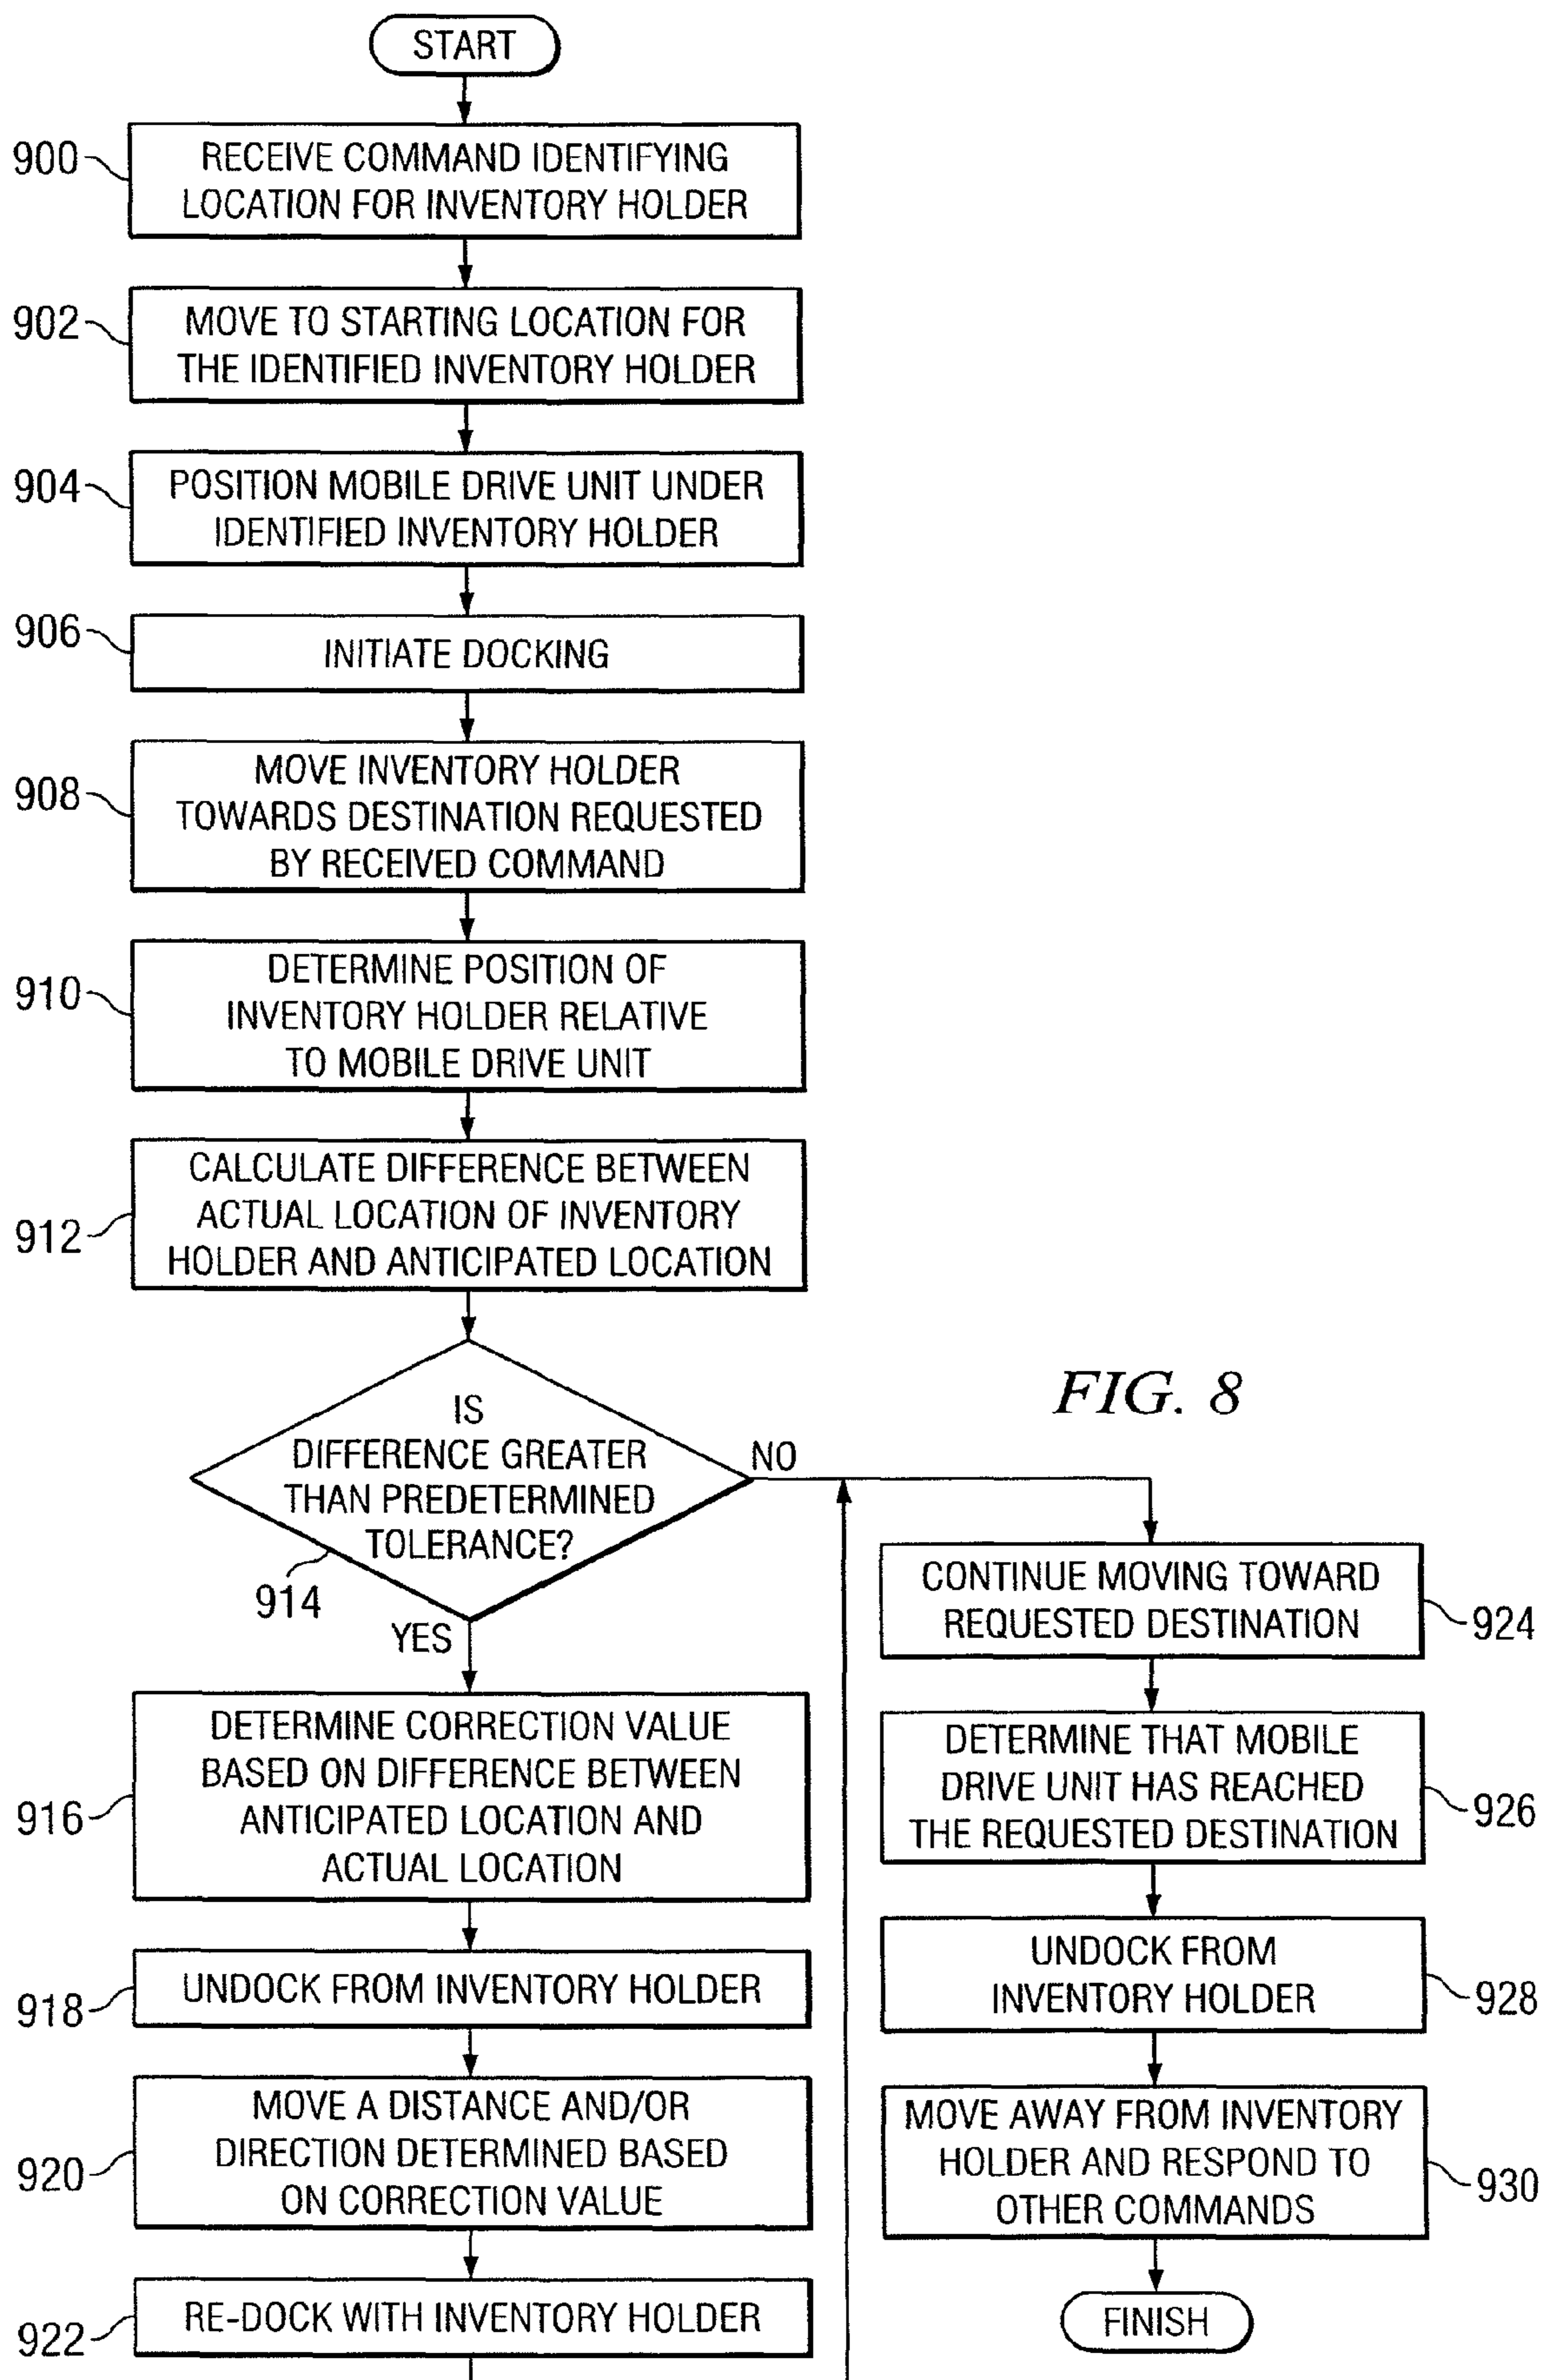 START
900
RECEIVE COMMAND IDENTIFYING
LOCATION FOR INVENTORY HOLDER
902
MOVE TO STARTING LOCATION FOR
THE IDENTIFIED INVENTORY HOLDER
904
POSITION MOBILE DRIVE UNIT UNDER
IDENTIFIED INVENTORY HOLDER
906
INITIATE DOCKING
908
MOVE INVENTORY HOLDER
TOWARDS DESTINATION REQUESTED
BY RECEIVED COMMAND
910
DETERMINE POSITION OF
INVENTORY HOLDER RELATIVE
TO MOBILE DRIVE UNIT
912
CALCULATE DIFFERENCE BETWEEN
ACTUAL LOCATION OF INVENTORY
HOLDER AND ANTICIPATED LOCATION
IS
DIFFERENCE GREATER
THAN PREDETERMINED
TOLERANCE?
914
NO
YES
916
DETERMINE CORRECTION VALUE
BASED ON DIFFERENCE BETWEEN
ANTICIPATED LOCATION AND
ACTUAL LOCATION
918
UNDOCK FROM INVENTORY HOLDER
920
MOVE A DISTANCE AND/OR
DIRECTION DETERMINED BASED
ON CORRECTION VALUE
922
RE-DOCK WITH INVENTORY HOLDER
FIG. 8
CONTINUE MOVING TOWARD
REQUESTED DESTINATION
924
DETERMINE THAT MOBILE
DRIVE UNIT HAS REACHED
THE REQUESTED DESTINATION
926
UNDOCK FROM
INVENTORY HOLDER
928
MOVE AWAY FROM INVENTORY
HOLDER AND RESPOND TO
OTHER COMMANDS
930
FINISH